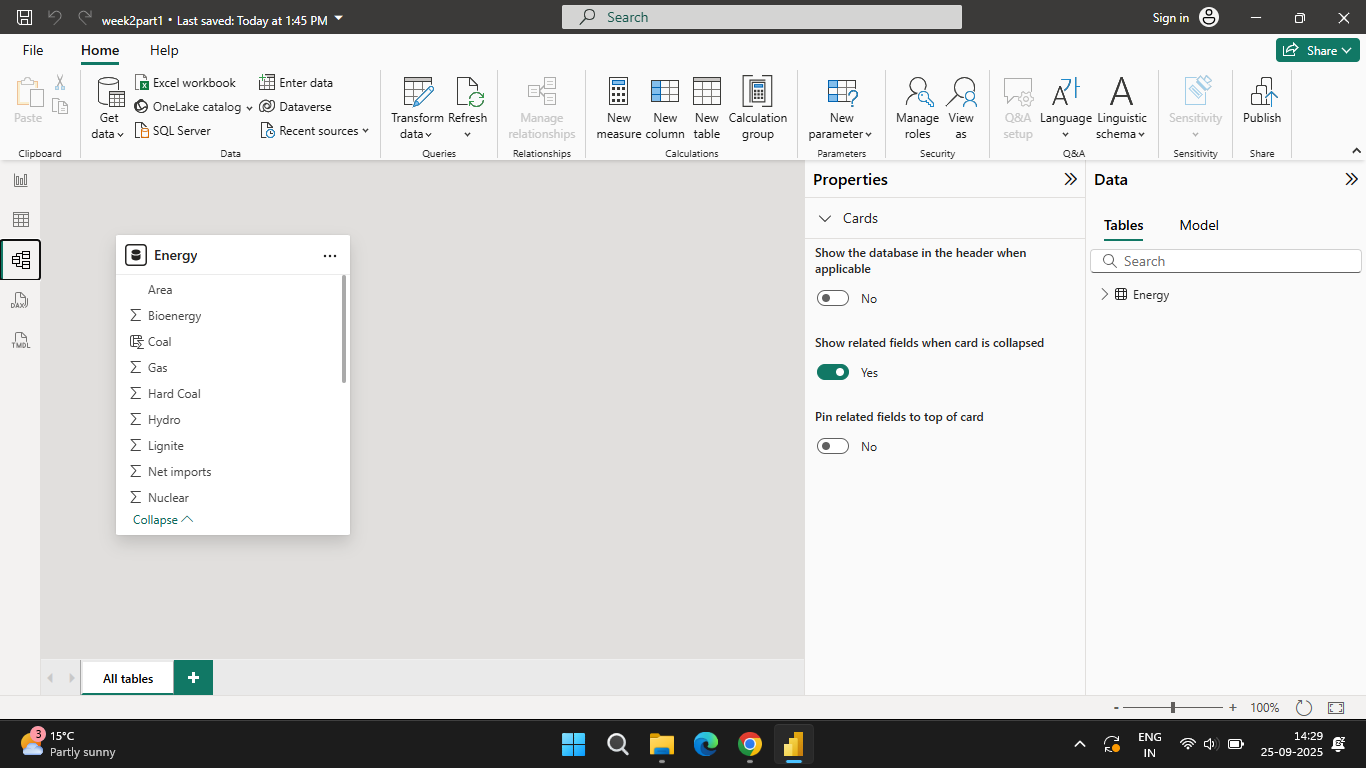 week2part1 • Last saved: Today at 1:45 PM
Search
Sign in
File
Home
Help
Share
Paste
Clipboard
Get data
Excel workbook
OneLake catalog
SQL Server
Enter data
Dataverse
Recent sources
Data
Transform data
Refresh
Queries
Manage relationships
Relationships
New measure
New column
New table
Calculation group
Calculations
New parameter
Parameters
Manage roles
View as
Security
Q&A setup
Language
Linguistic schema
Q&A
Sensitivity
Sensitivity
Publish
Share
DAX
TMDL
Energy
Area
Bioenergy
Coal
Gas
Hard Coal
Hydro
Lignite
Net imports
Nuclear
Collapse
All tables
Properties
Cards
Show the database in the header when
applicable
No
Show related fields when card is collapsed
Yes
Pin related fields to top of card
No
Data
Tables
Model
Search
Energy
- + 100%
3
15°C
Partly sunny
ENG
IN
14:29
25-09-2025